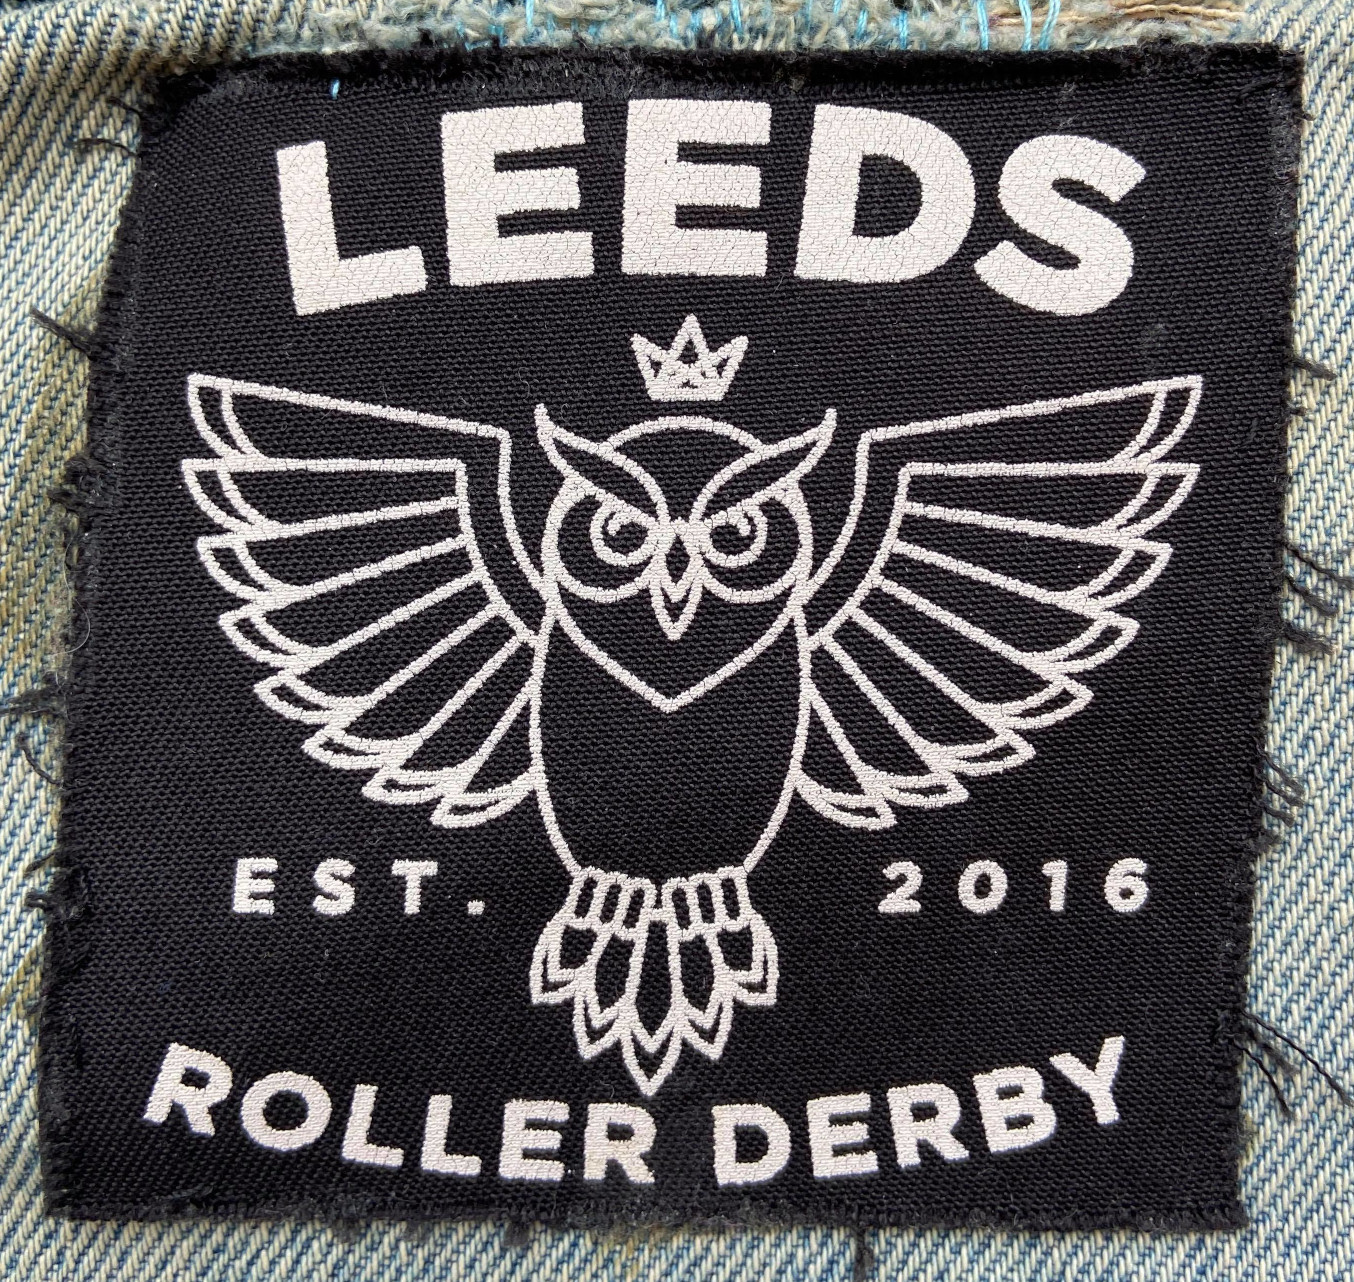 LEEDS
EST. 2016
ROLLER DERBY